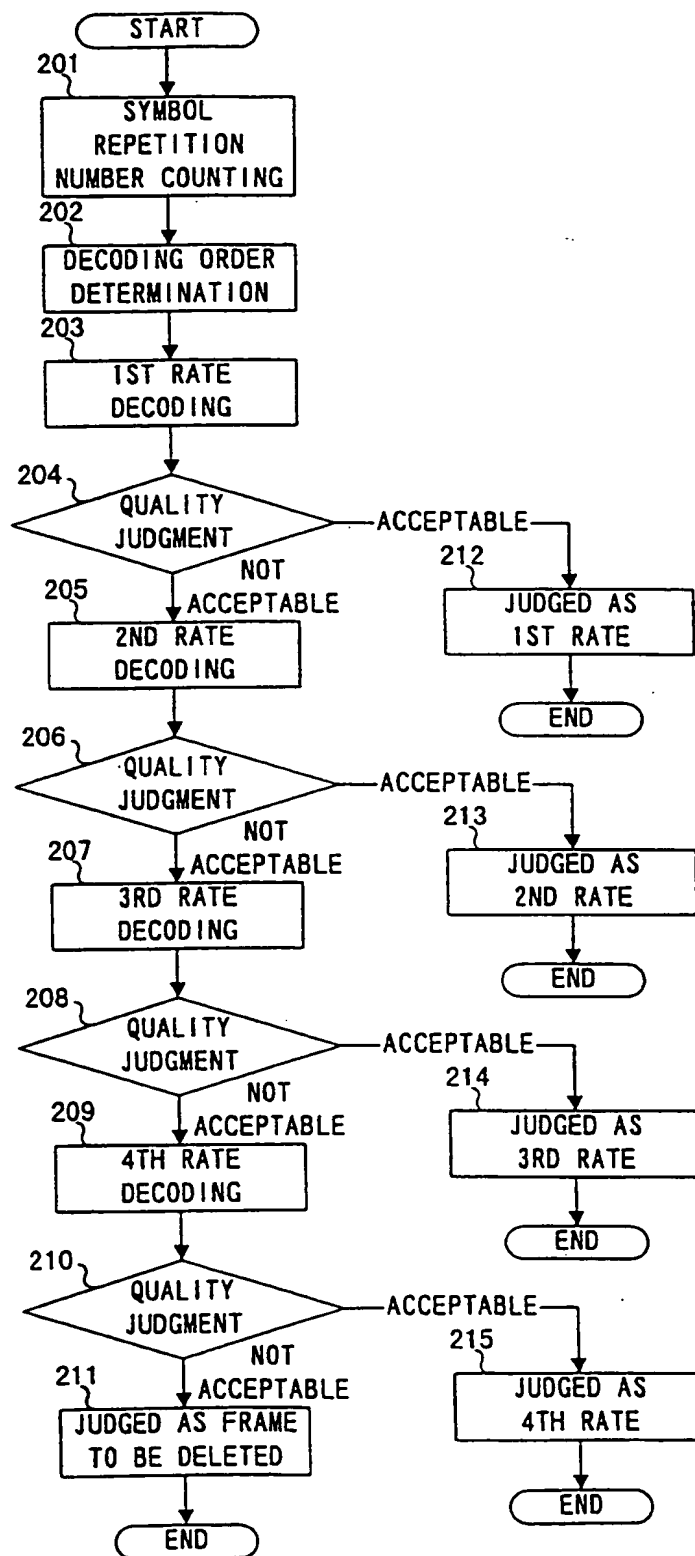 START
201
SYMBOL
REPETITION
NUMBER COUNTING
202
DECODING ORDER
DETERMINATION
203
1ST RATE
DECODING
204
QUALITY
JUDGMENT
ACCEPTABLE
NOT
ACCEPTABLE
212
JUDGED AS
1ST RATE
END
205
2ND RATE
DECODING
206
QUALITY
JUDGMENT
ACCEPTABLE
NOT
ACCEPTABLE
213
JUDGED AS
2ND RATE
END
207
3RD RATE
DECODING
208
QUALITY
JUDGMENT
ACCEPTABLE
NOT
ACCEPTABLE
214
JUDGED AS
3RD RATE
END
209
4TH RATE
DECODING
210
QUALITY
JUDGMENT
ACCEPTABLE
NOT
ACCEPTABLE
215
JUDGED AS
4TH RATE
END
211
JUDGED AS FRAME
TO BE DELETED
END